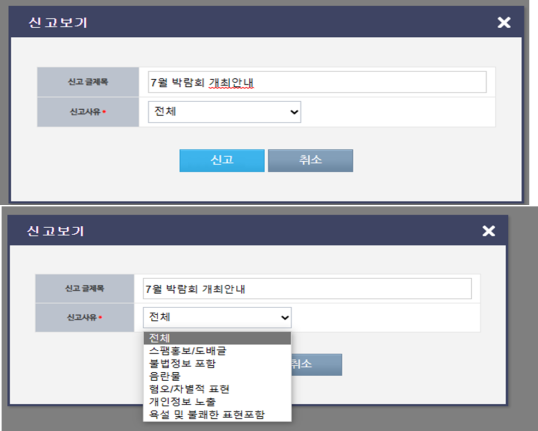 신고보기
신고 글제목
7월 박람회 개최안내
신고사유 *
전체
신고
취소
신고보기
신고 글제목
7월 박람회 개최안내
신고사유 *
전체
전체
스팸홍보/도배글
불법정보 포함
음란물
혐오/차별적 표현
개인정보 노출
욕설 및 불쾌한 표현포함
취소